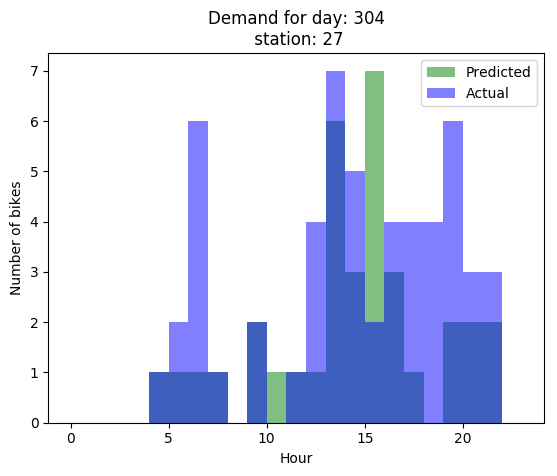 Demand for day: 304
station: 27
Predicted
Actual
7
6
5
4
3
2
1
0
Number of bikes
0 5 10 15 20
Hour